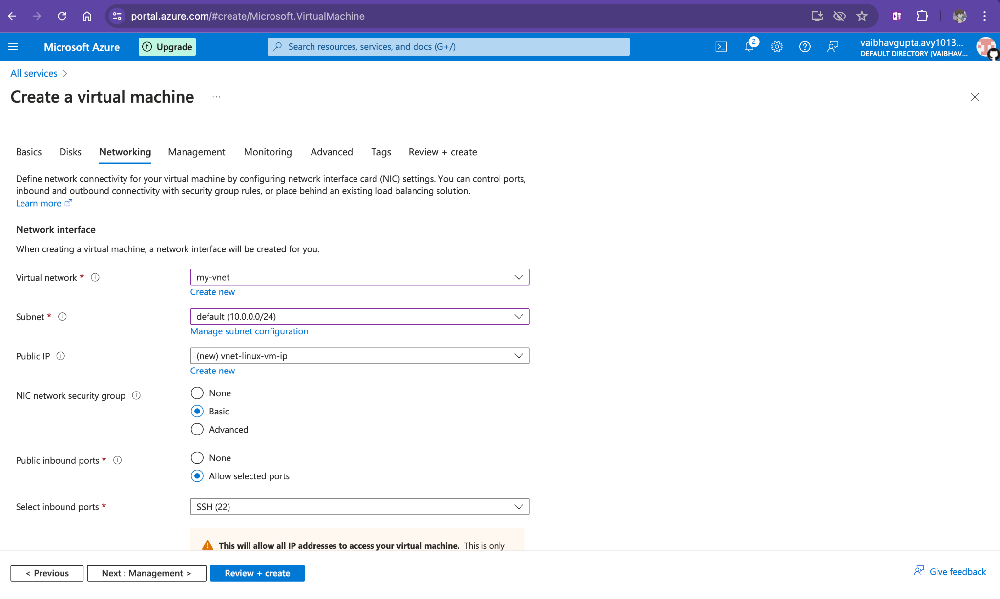 portal.azure.com/#create/Microsoft.VirtualMachine
Microsoft Azure
Upgrade
Search resources, services, and docs (G+/)
2
vaibhavgupta.avy1013...
DEFAULT DIRECTORY (VAIBHAV...
All services >
Create a virtual machine ...
Basics Disks Networking Management Monitoring Advanced Tags Review + create
Define network connectivity for your virtual machine by configuring network interface card (NIC) settings. You can control ports,
inbound and outbound connectivity with security group rules, or place behind an existing load balancing solution.
Learn more
Network interface
When creating a virtual machine, a network interface will be created for you.
Virtual network * my-vnet
Create new
Subnet * default (10.0.0.0/24)
Manage subnet configuration
Public IP (new) vnet-linux-vm-ip
Create new
NIC network security group None
Basic
Advanced
Public inbound ports * None
Allow selected ports
Select inbound ports * SSH (22)
This will allow all IP addresses to access your virtual machine. This is only
< Previous Next : Management > Review + create Give feedback